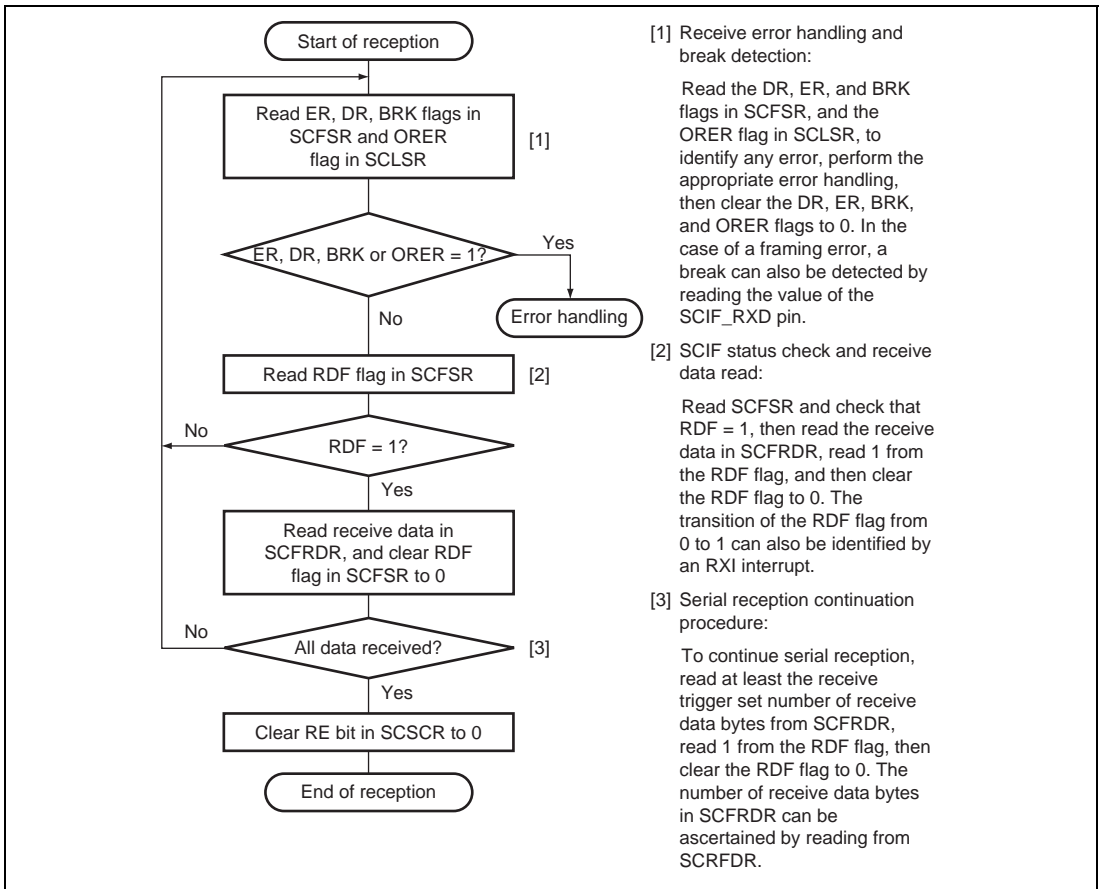 Start of reception
Read ER, DR, BRK flags in
SCFSR and ORER
flag in SCLSR
[1]
ER, DR, BRK or ORER = 1?
Yes
Error handling
No
Read RDF flag in SCFSR
[2]
No
RDF = 1?
Yes
Read receive data in
SCFRDR, and clear RDF
flag in SCFSR to 0
No
All data received?
[3]
Yes
Clear RE bit in SCSCR to 0
End of reception
[1] Receive error handling and
break detection:
Read the DR, ER, and BRK
flags in SCFSR, and the
ORER flag in SCLSR, to
identify any error, perform the
appropriate error handling,
then clear the DR, ER, BRK,
and ORER flags to 0. In the
case of a framing error, a
break can also be detected by
reading the value of the
SCIF_RXD pin.
[2] SCIF status check and receive
data read:
Read SCFSR and check that
RDF = 1, then read the receive
data in SCFRDR, read 1 from
the RDF flag, and then clear
the RDF flag to 0. The
transition of the RDF flag from
0 to 1 can also be identified by
an RXI interrupt.
[3] Serial reception continuation
procedure:
To continue serial reception,
read at least the receive
trigger set number of receive
data bytes from SCFRDR,
read 1 from the RDF flag, then
clear the RDF flag to 0. The
number of receive data bytes
in SCFRDR can be
ascertained by reading from
SCRFDR.